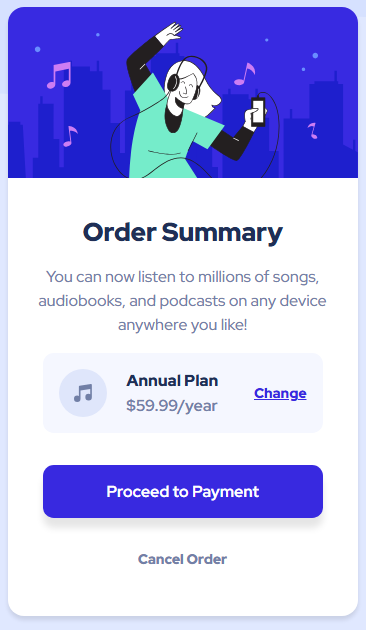 Order Summary
You can now listen to millions of songs,
audiobooks, and podcasts on any device
anywhere you like!
Annual Plan
$59.99/year
Change
Proceed to Payment
Cancel Order